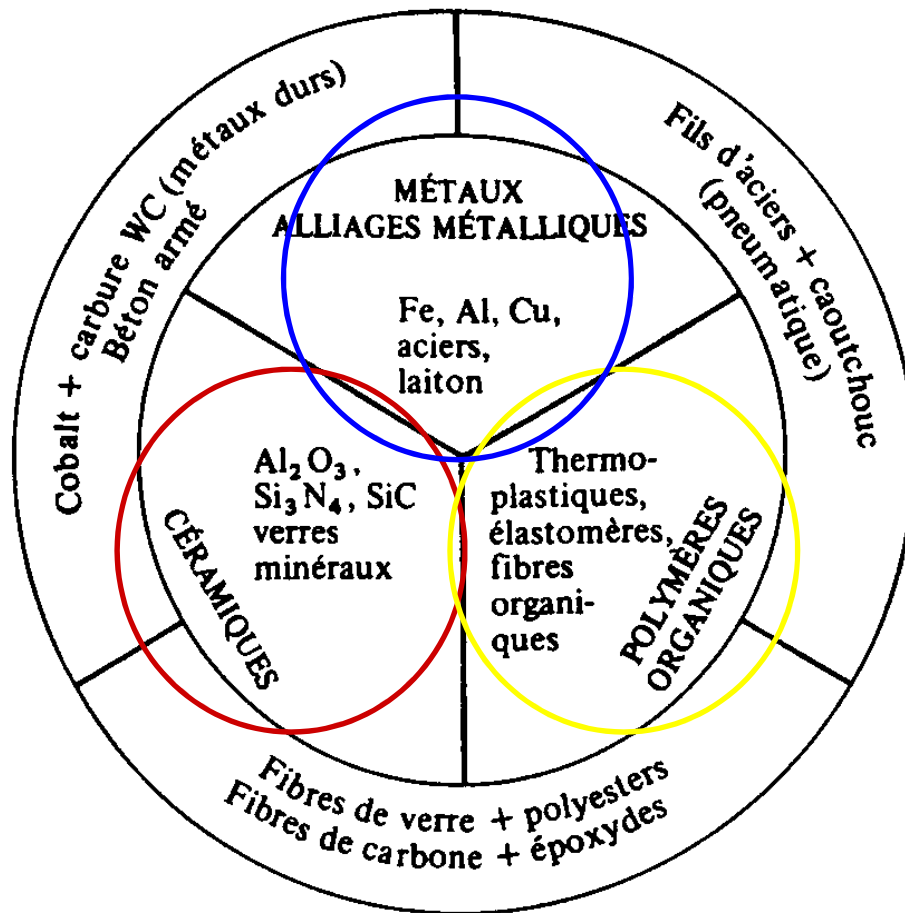 Cobalt + carbure WC (métaux durs)
Béton armé
Fils d'aciers + caoutchouc
(pneumatique)
MÉTAUX
ALLIAGES MÉTALLIQUES
Fe, Al, Cu,
aciers,
laiton
Al₂O₃,
Si₃N₄, SiC
verres
minéraux
CÉRAMIQUES
Thermo-
plastiques,
élastomères,
fibres
organi-
ques
POLYMÈRES
ORGANIQUES
Fibres de verre + polyesters
Fibres de carbone + époxydes